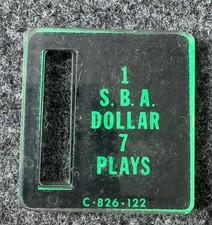 1
S.B.A.
DOLLAR
7
PLAYS
C-826-122